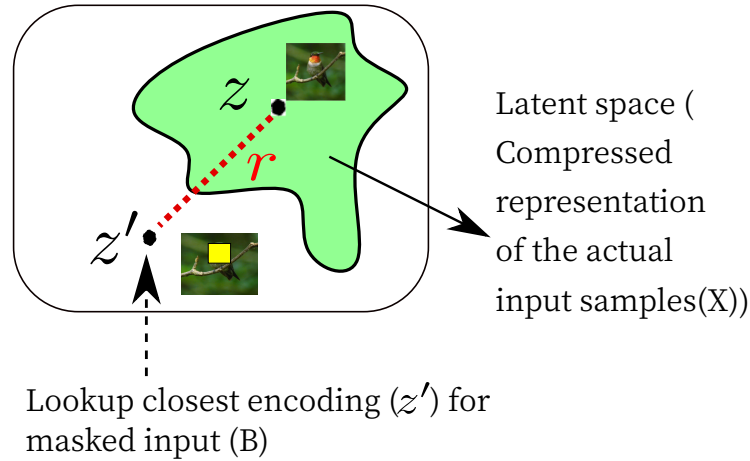 z
r
z′
Latent space (
Compressed
representation
of the actual
input samples(X))
Lookup closest encoding (z′) for
masked input (B)